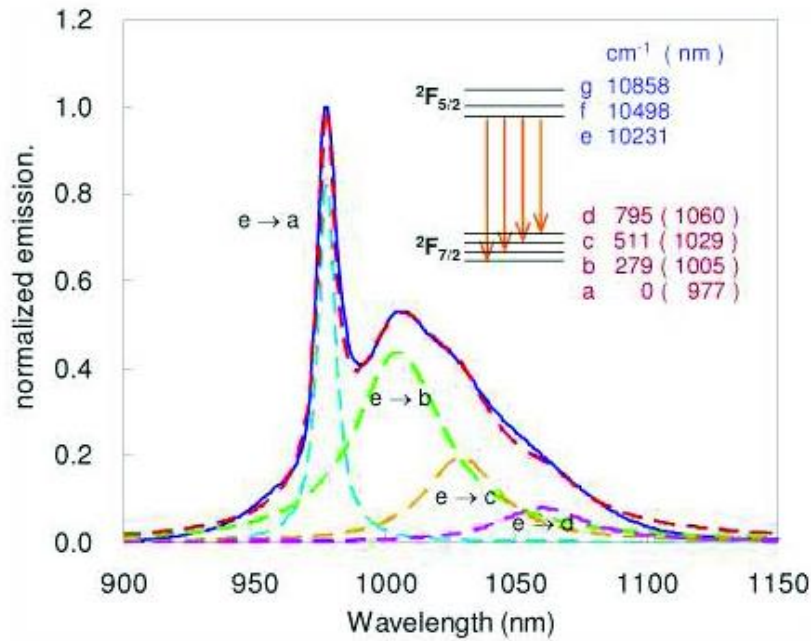 1.2
1.0
0.8
0.6
0.4
0.2
0.0
900
950
1000
1050
1100
1150
Wavelength (nm)
normalized emission.
e → a
e → b
e → c
e → d
²F5/2
²F7/2
cm⁻¹ ( nm )
g 10858
f 10498
e 10231
d 795 ( 1060 )
c 511 ( 1029 )
b 279 ( 1005 )
a 0 ( 977 )